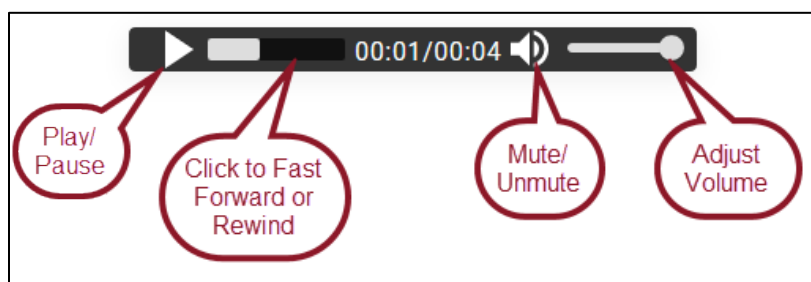 00:01/00:04
Play/
Pause
Click to Fast
Forward or
Rewind
Mute/
Unmute
Adjust
Volume